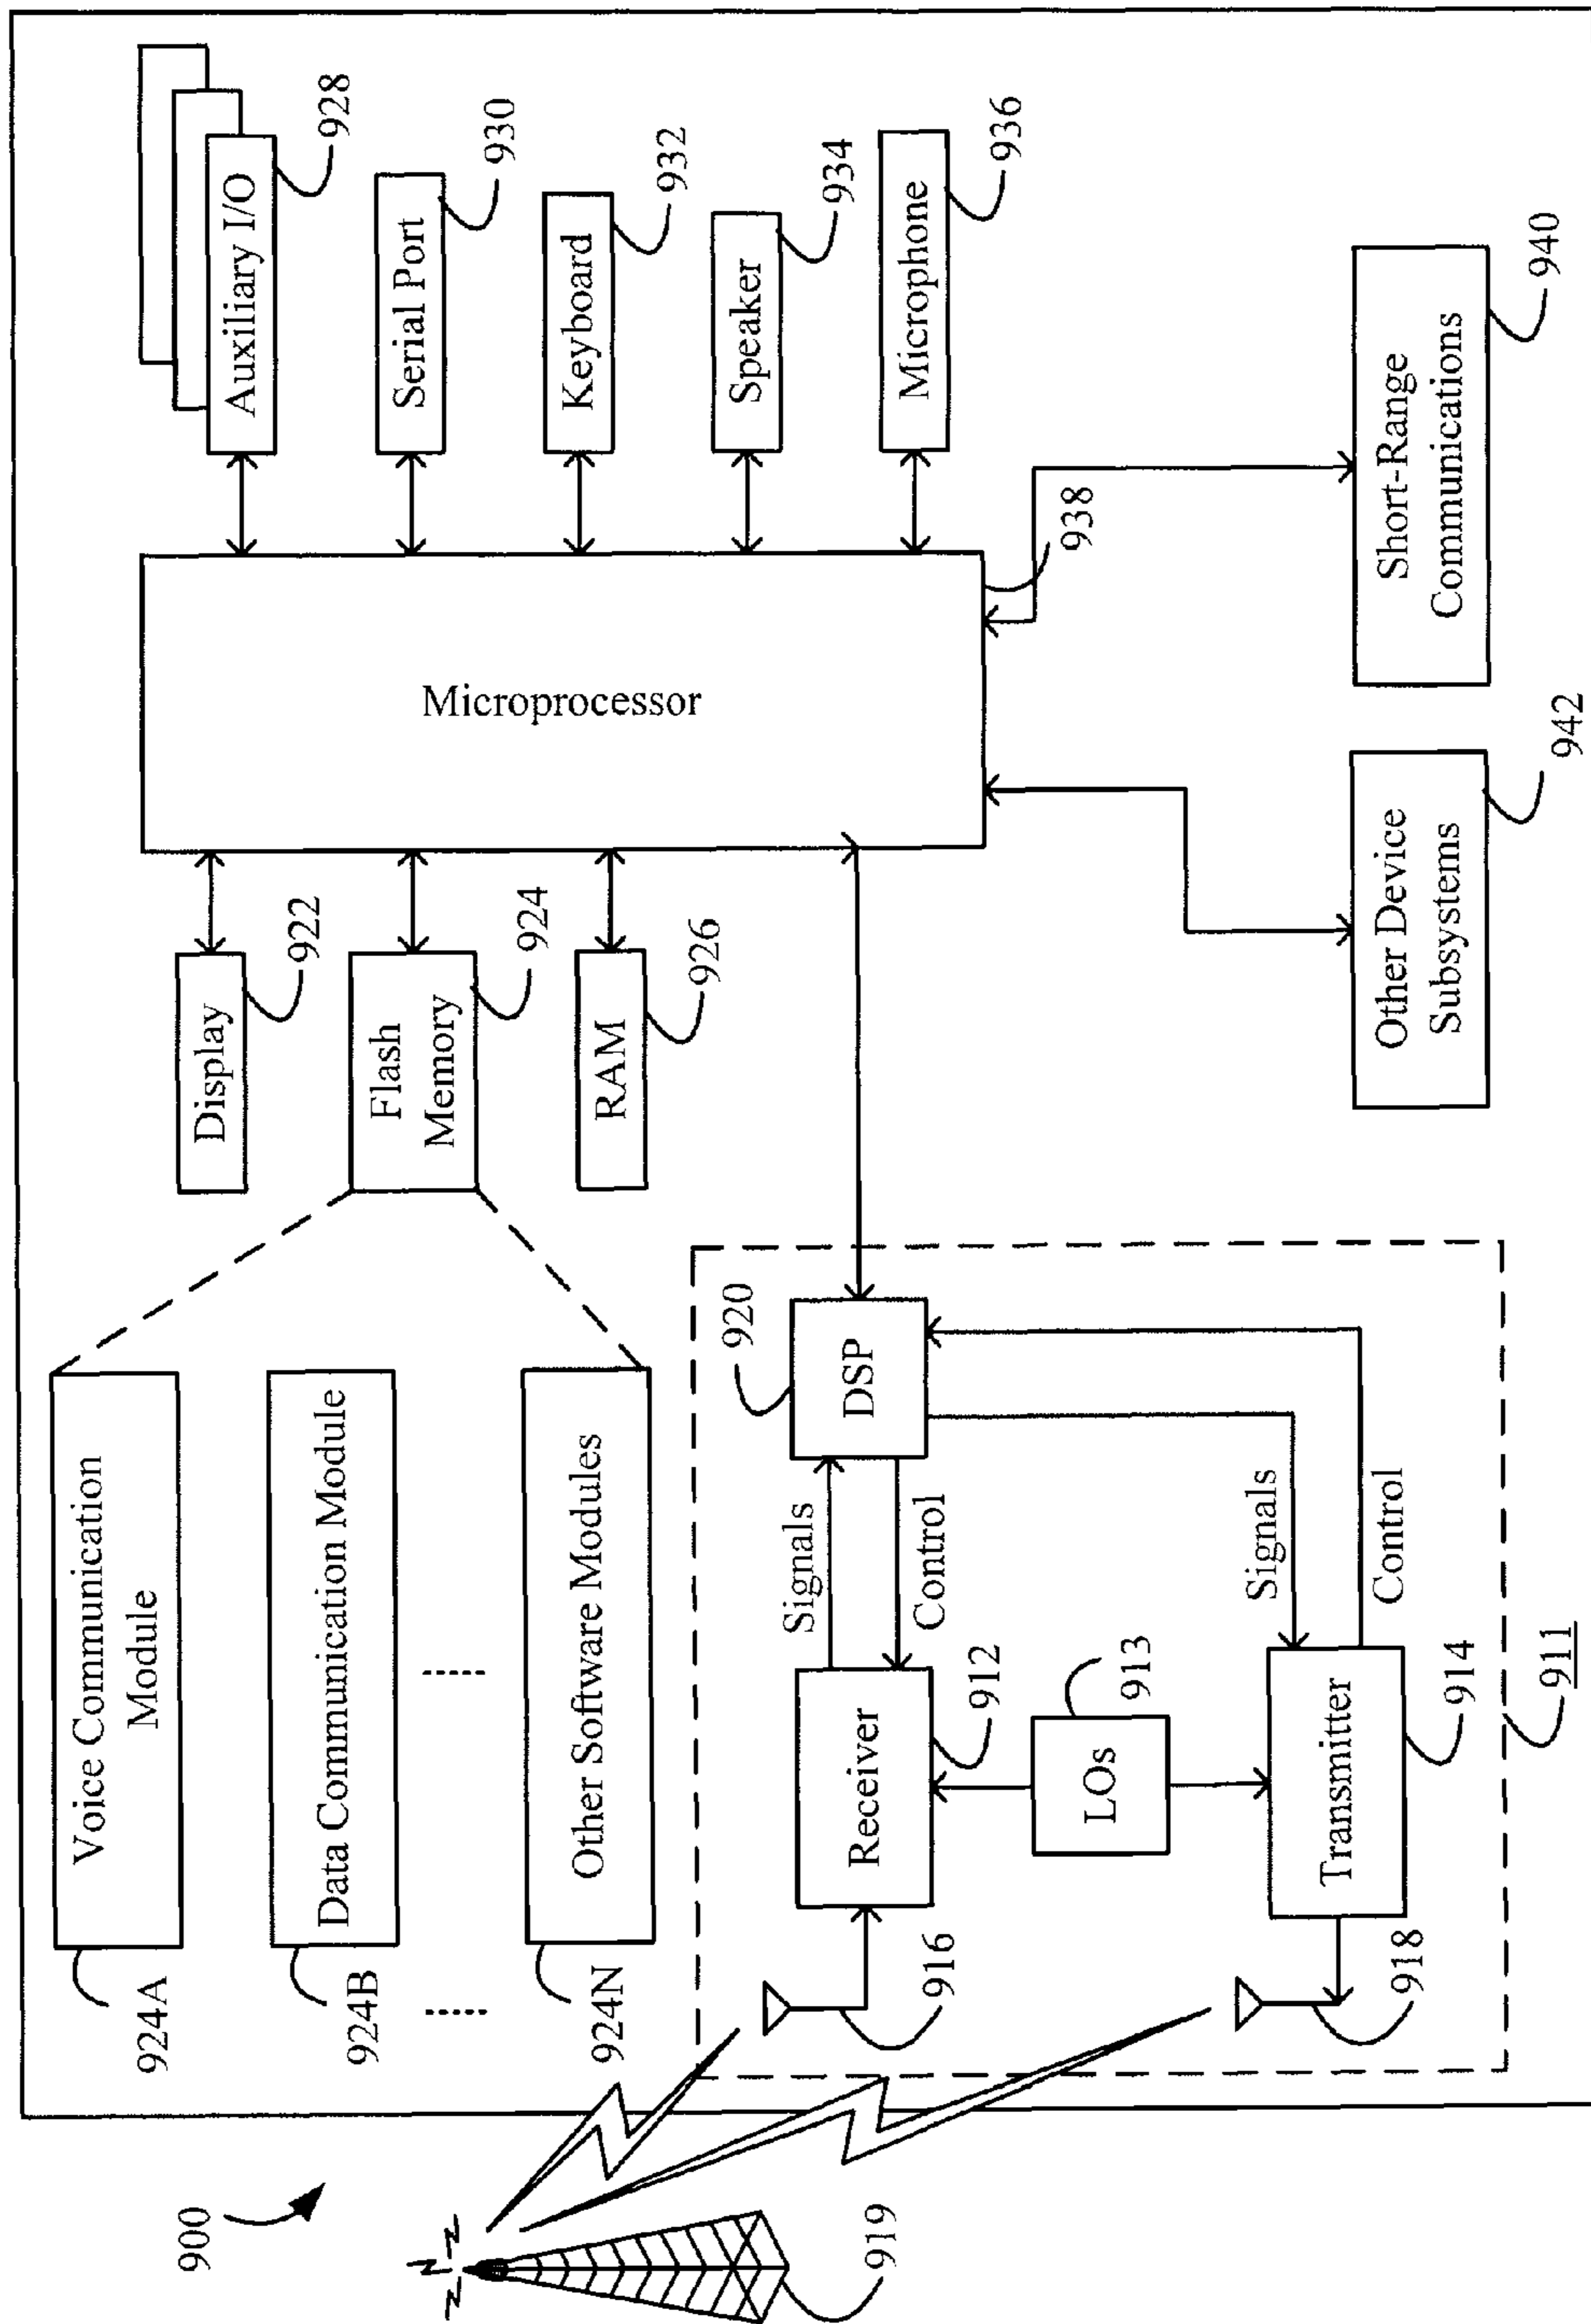 900
919
924A
Voice Communication
Module
924B
Data Communication Module
924N
Other Software Modules
Display
922
Flash
Memory
924
RAM
926
Microprocessor
938
Auxiliary I/O
928
Serial Port
930
Keyboard
932
Speaker
934
Microphone
936
Short-Range
Communications
940
Other Device
Subsystems
942
920
DSP
Signals
Control
Receiver
912
916
LOs
913
Signals
Control
Transmitter
914
918
911